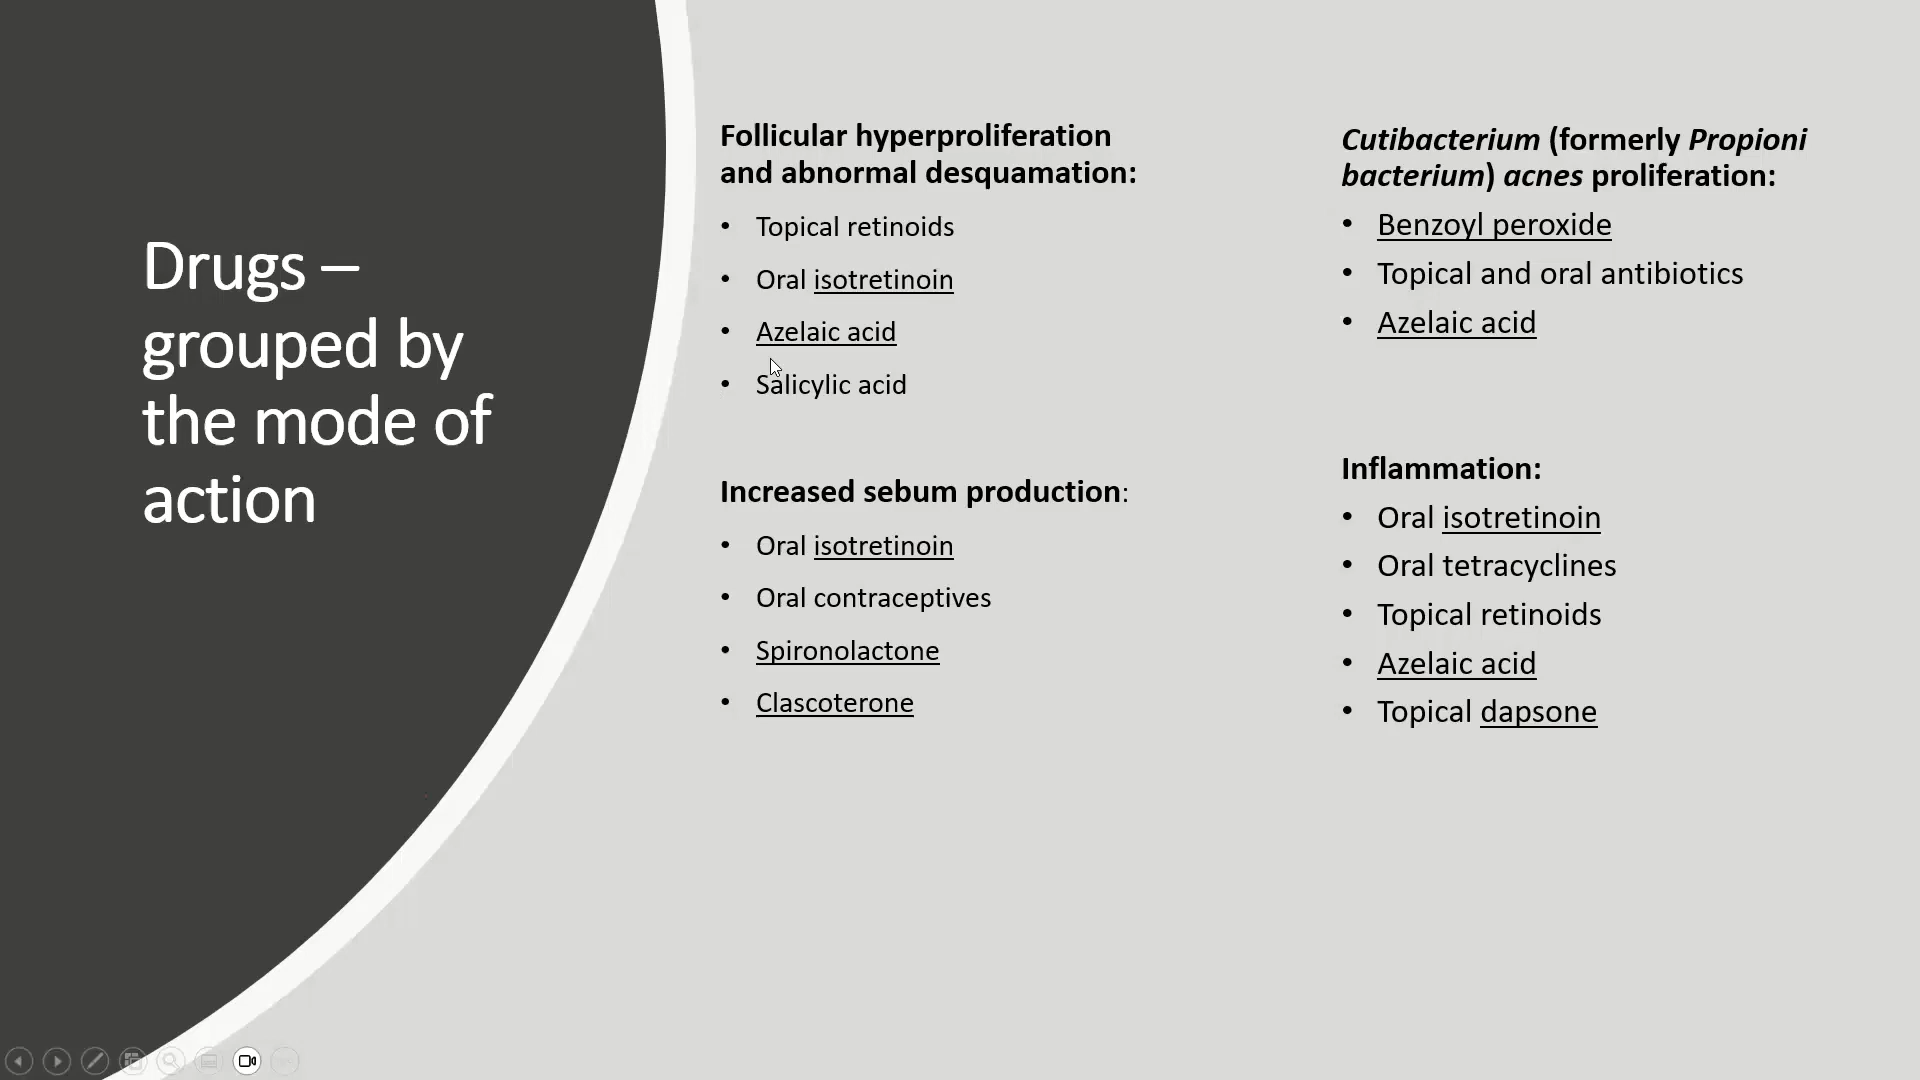 Drugs –
grouped by
the mode of
action
Follicular hyperproliferation
and abnormal desquamation:
• Topical retinoids
• Oral isotretinoin
• Azelaic acid
• Salicylic acid
Increased sebum production:
• Oral isotretinoin
• Oral contraceptives
• Spironolactone
• Clascoterone
Cutibacterium (formerly Propioni
bacterium) acnes proliferation:
• Benzoyl peroxide
• Topical and oral antibiotics
• Azelaic acid
Inflammation:
• Oral isotretinoin
• Oral tetracyclines
• Topical retinoids
• Azelaic acid
• Topical dapsone